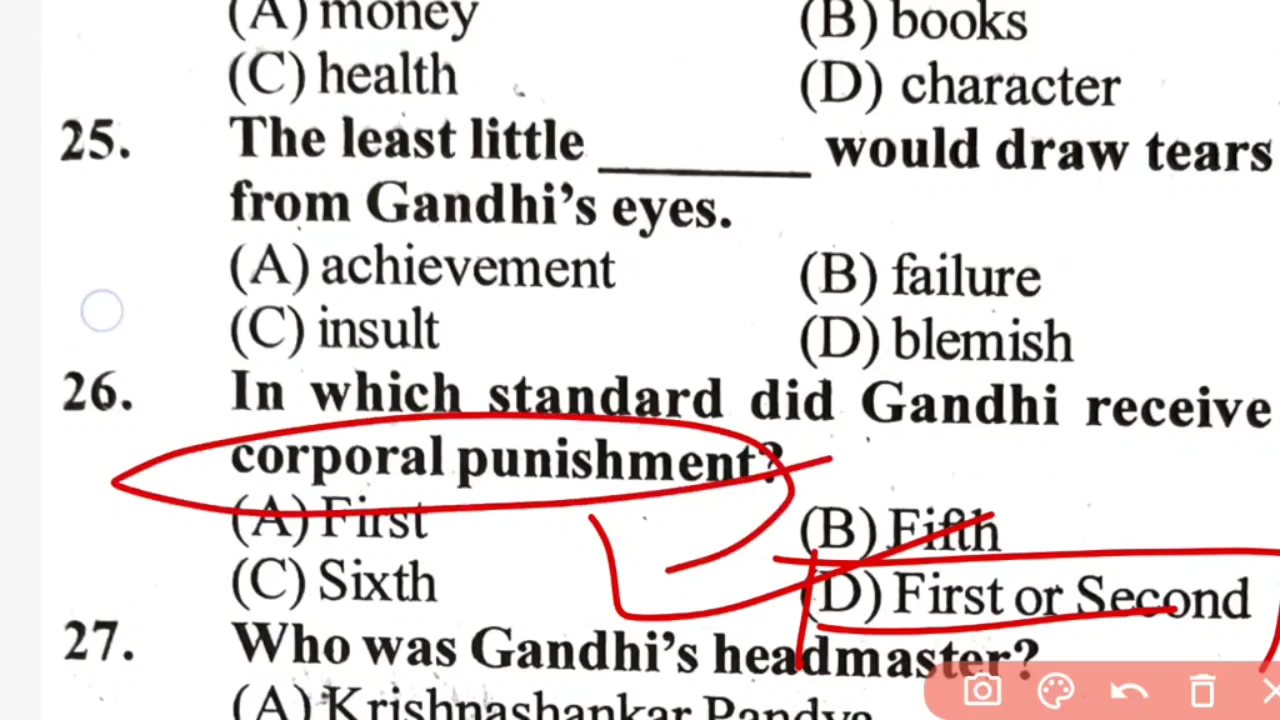 (A) money (B) books
(C) health (D) character
25. The least little ________ would draw tears
from Gandhi's eyes.
(A) achievement (B) failure
(C) insult (D) blemish
26. In which standard did Gandhi receive
corporal punishment?
(A) First (B) Fifth
(C) Sixth (D) First or Second
27. Who was Gandhi's headmaster?
(A) Krishnashankar Pandya